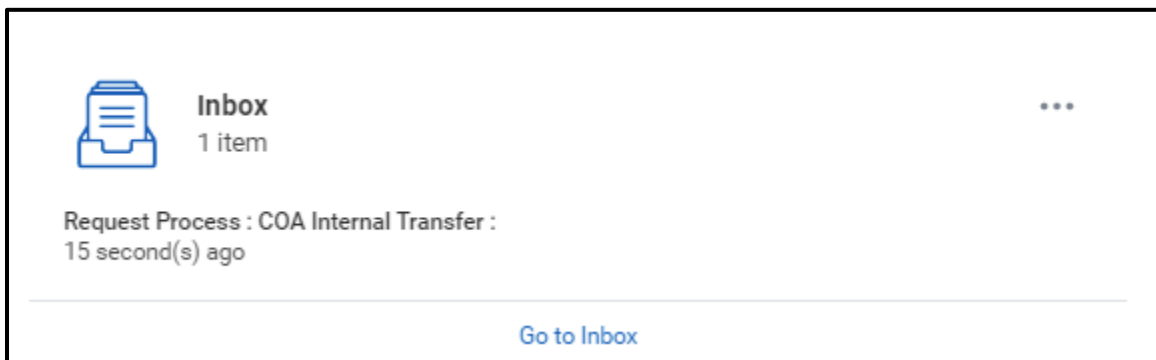 Inbox
1 item
Request Process : COA Internal Transfer :
15 second(s) ago
Go to Inbox